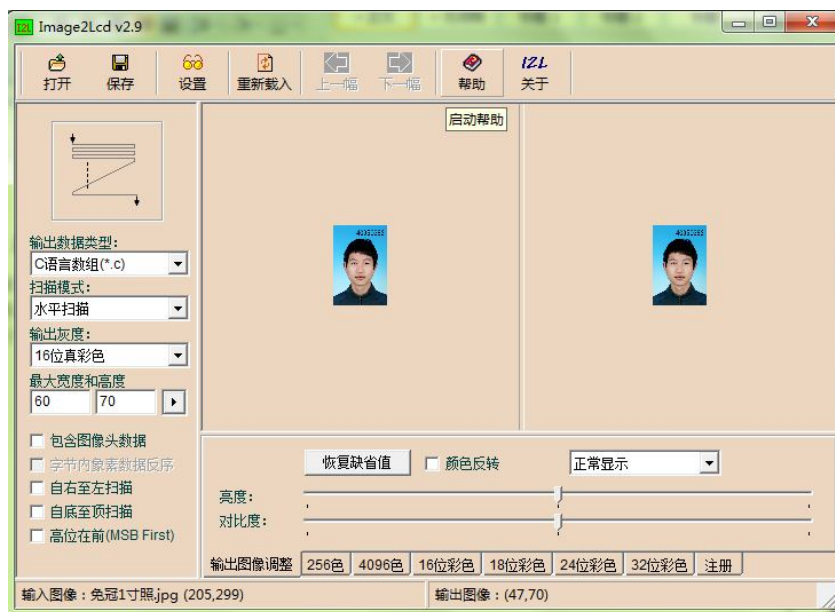 Image2Lcd v2.9
打开 保存 设置 重新载入 上一幅 下一幅 帮助 I2L 关于
启动帮助
输出数据类型:
C语言数组(*.c)
扫描模式:
水平扫描
输出灰度:
16位真彩色
最大宽度和高度
60 70
包含图像头数据
字节内象素数据反序
自右至左扫描
自底至顶扫描
高位在前(MSB First)
恢复缺省值 颜色反转 正常显示
亮度:
对比度:
输出图像调整 256色 4096色 16位彩色 18位彩色 24位彩色 32位彩色 注册
输入图像:免冠1寸照.jpg (205,299) 输出图像:(47,70)